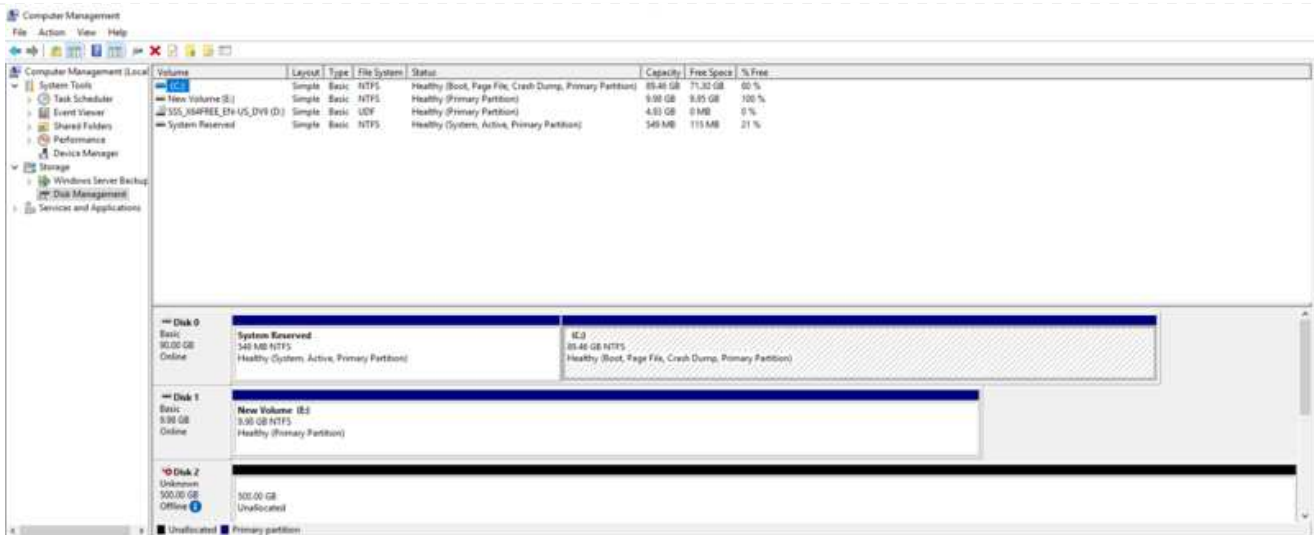 Computer Management
File Action View Help
Computer Management (Local
System Tools
Task Scheduler
Event Viewer
Shared Folders
Performance
Device Manager
Storage
Windows Server Backup
Disk Management
Services and Applications
Volume Layout Type File System Status Capacity Free Space % Free
(C:) Simple Basic NTFS Healthy (Boot, Page File, Crash Dump, Primary Partition) 89.46 GB 71.30 GB 80 %
New Volume (E:) Simple Basic NTFS Healthy (Primary Partition) 9.98 GB 9.95 GB 100 %
SSS_X64FREE_EN-US_DV9 (D:) Simple Basic UDF Healthy (Primary Partition) 4.93 GB 0 MB 0 %
System Reserved Simple Basic NTFS Healthy (System, Active, Primary Partition) 549 MB 115 MB 21 %
Disk 0
Basic
90.00 GB
Online
System Reserved
549 MB NTFS
Healthy (System, Active, Primary Partition)
(C:)
89.46 GB NTFS
Healthy (Boot, Page File, Crash Dump, Primary Partition)
Disk 1
Basic
9.98 GB
Online
New Volume (E:)
9.98 GB NTFS
Healthy (Primary Partition)
Disk 2
Unknown
500.00 GB
Offline
500.00 GB
Unallocated
Unallocated Primary partition